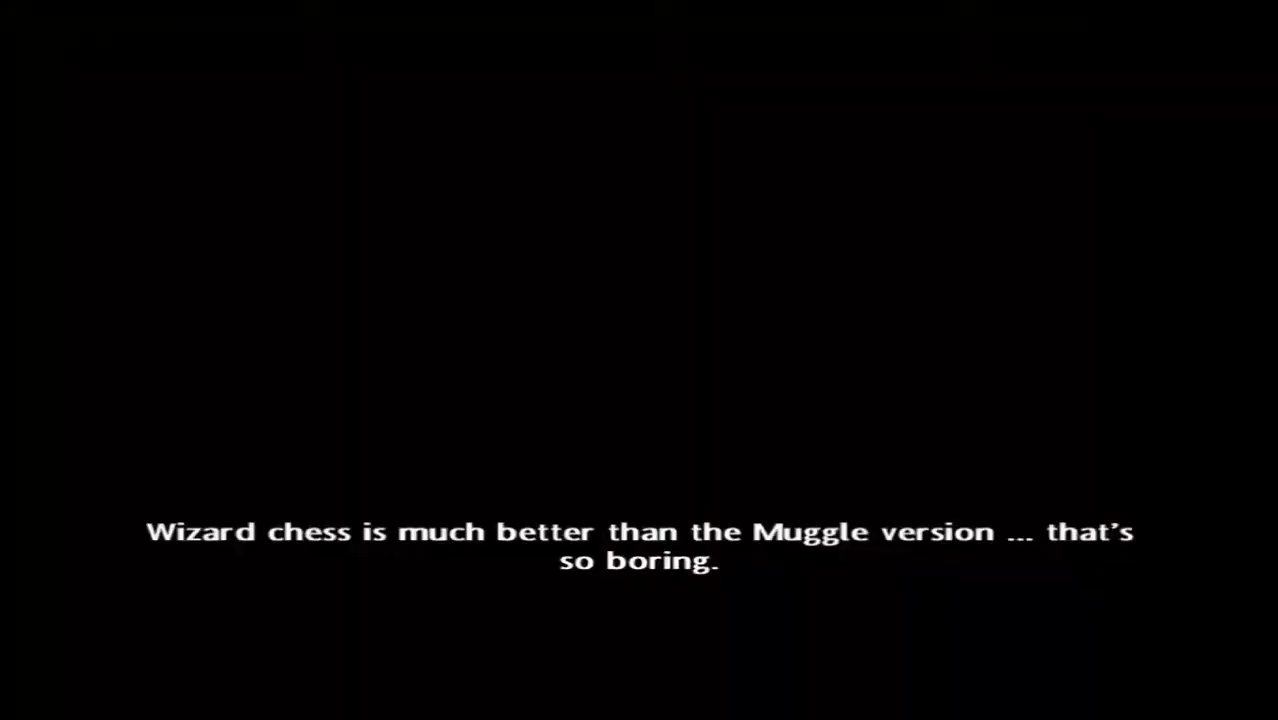 Wizard chess is much better than the Muggle version ... that's
so boring.